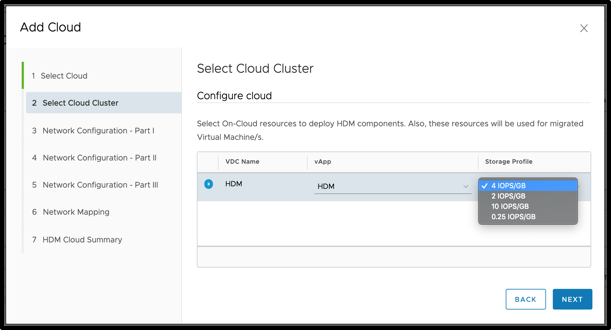 Add Cloud
1 Select Cloud
2 Select Cloud Cluster
3 Network Configuration - Part I
4 Network Configuration - Part II
5 Network Configuration - Part III
6 Network Mapping
7 HDM Cloud Summary
Select Cloud Cluster
Configure cloud
Select On-Cloud resources to deploy HDM components. Also, these resources will be used for migrated
Virtual Machine/s.
VDC Name vApp Storage Profile
HDM HDM
4 IOPS/GB
2 IOPS/GB
10 IOPS/GB
0.25 IOPS/GB
BACK NEXT